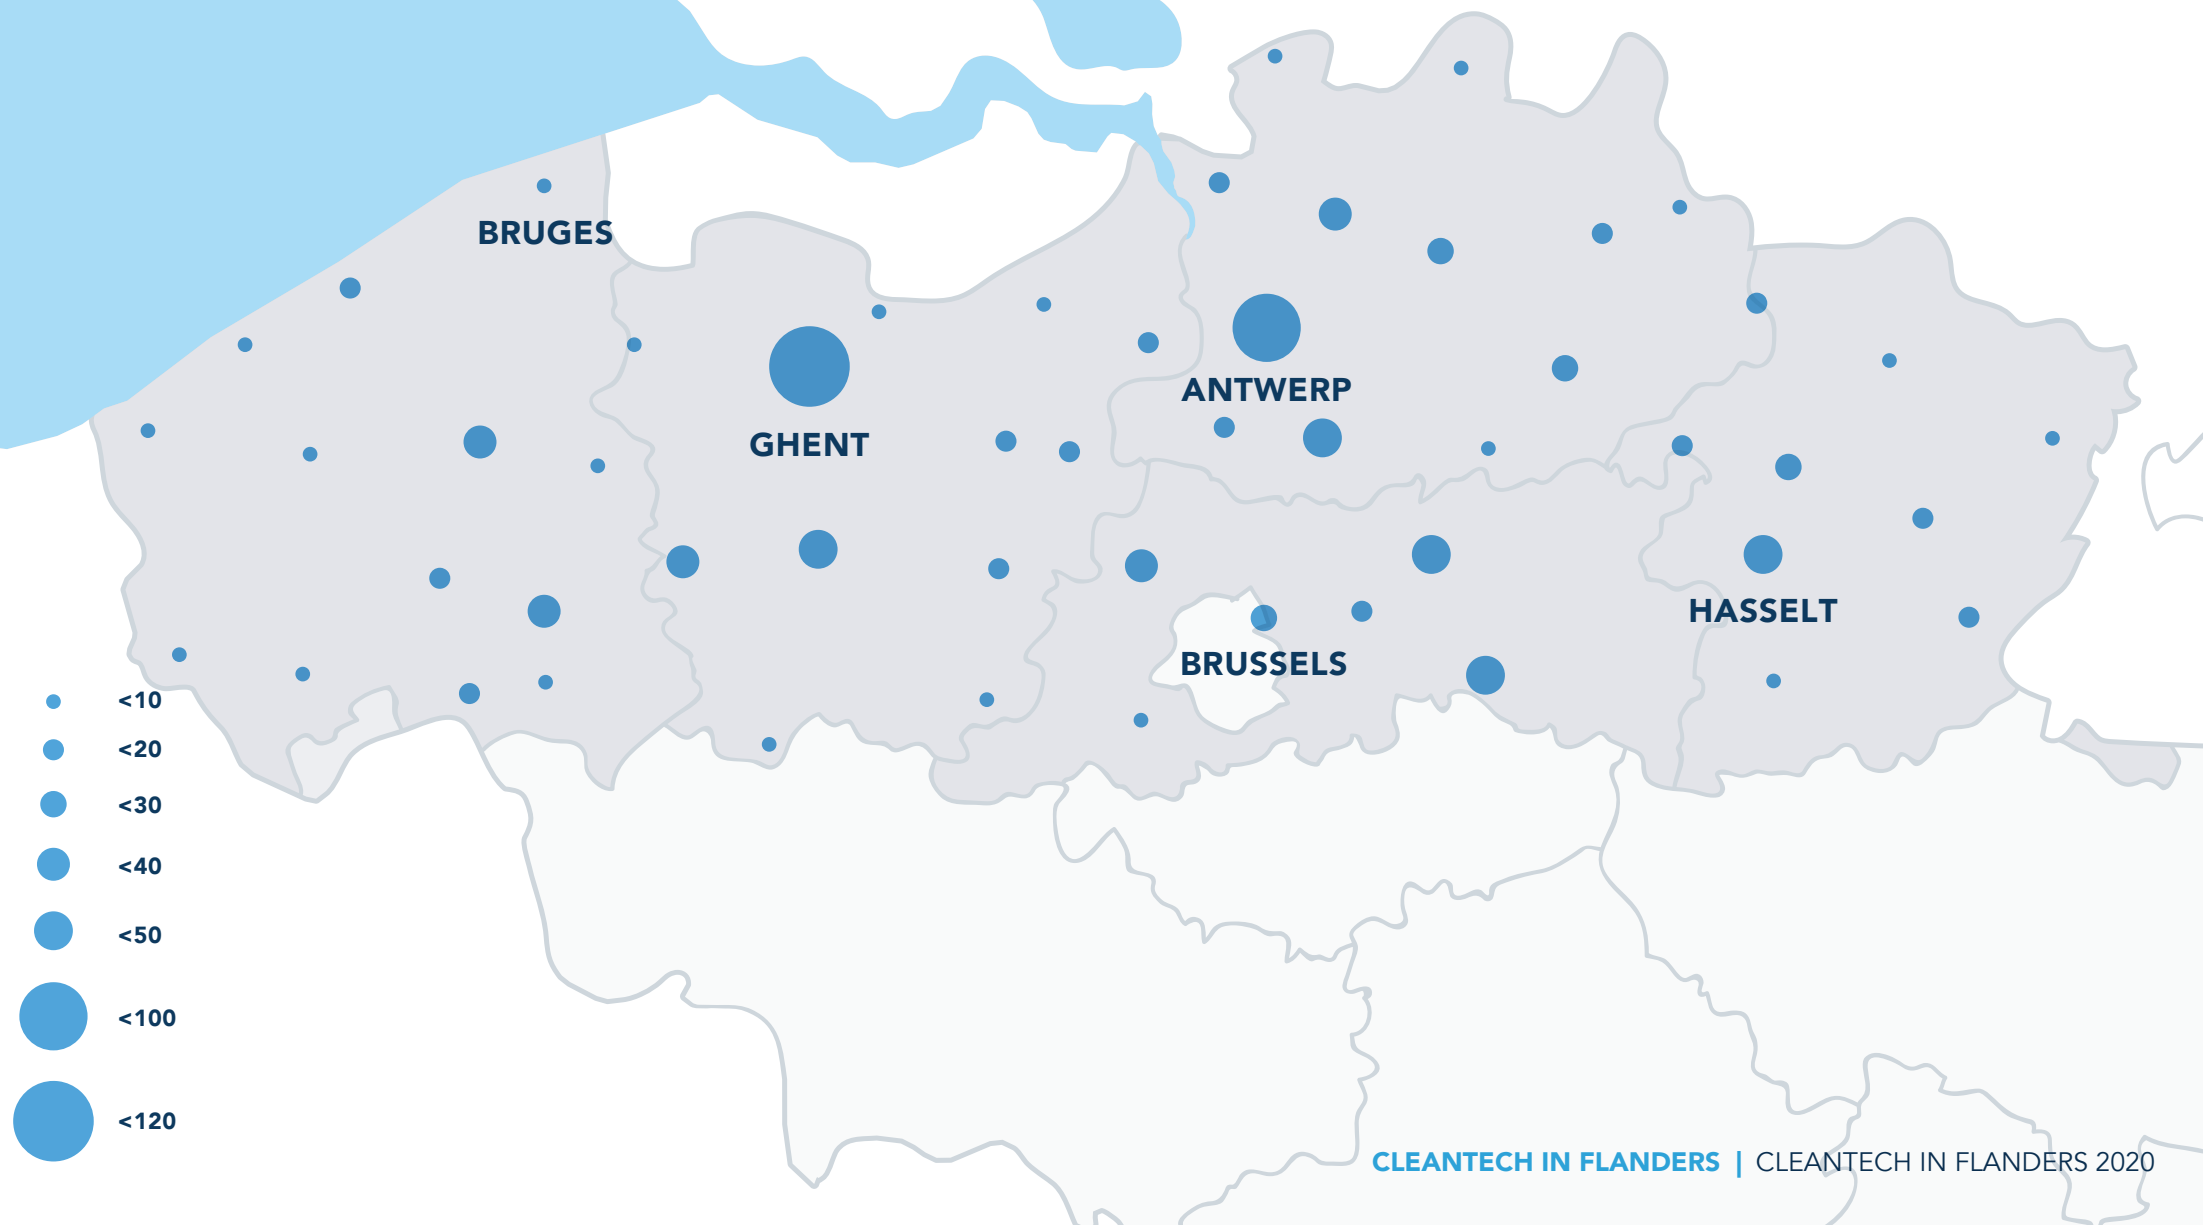 BRUGES
ANTWERP
GHENT
HASSELT
BRUSSELS
<10
<20
<30
<40
<50
<100
<120
CLEANTECH IN FLANDERS | CLEANTECH IN FLANDERS 2020